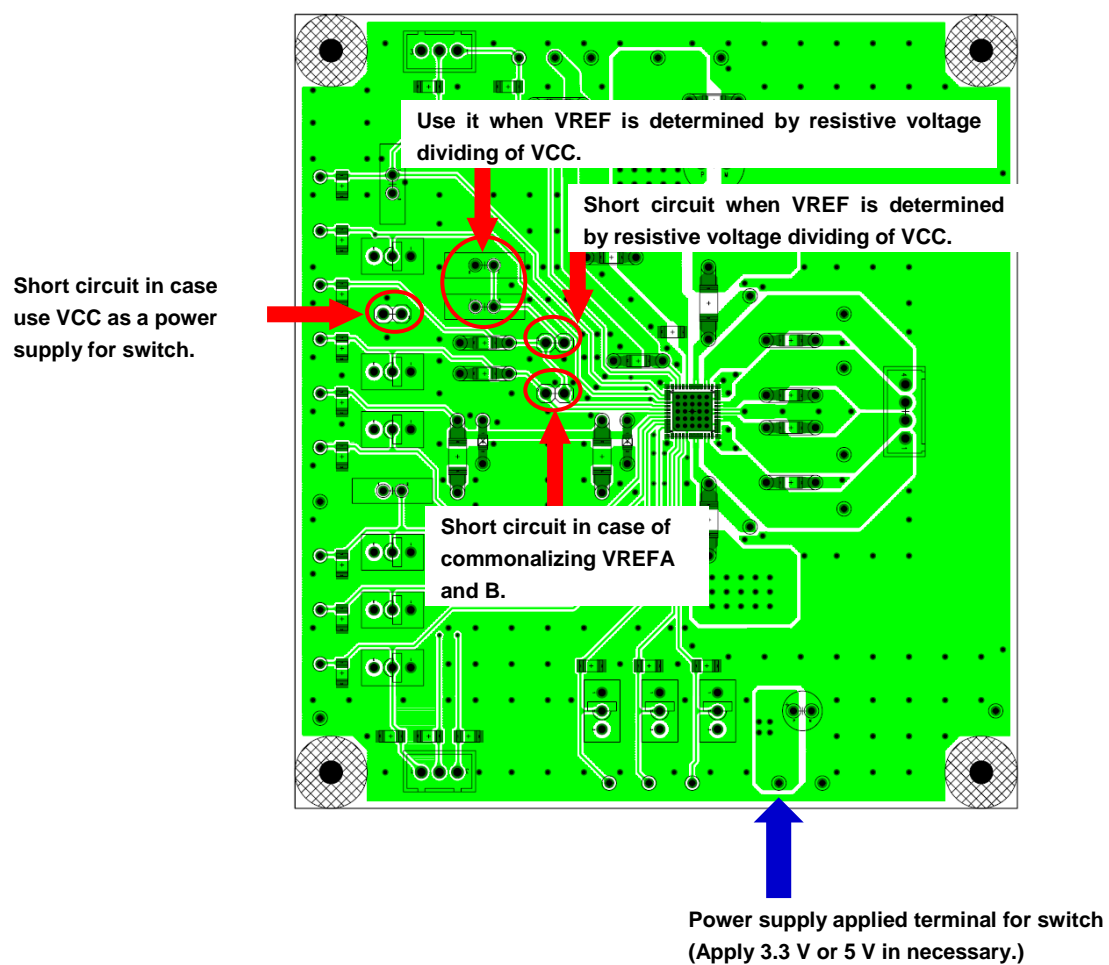 Use it when VREF is determined by resistive voltage
dividing of VCC.
Short circuit when VREF is determined
by resistive voltage dividing of VCC.
Short circuit in case
use VCC as a power
supply for switch.
Short circuit in case of
commonalizing VREFA
and B.
Power supply applied terminal for switch
(Apply 3.3 V or 5 V in necessary.)